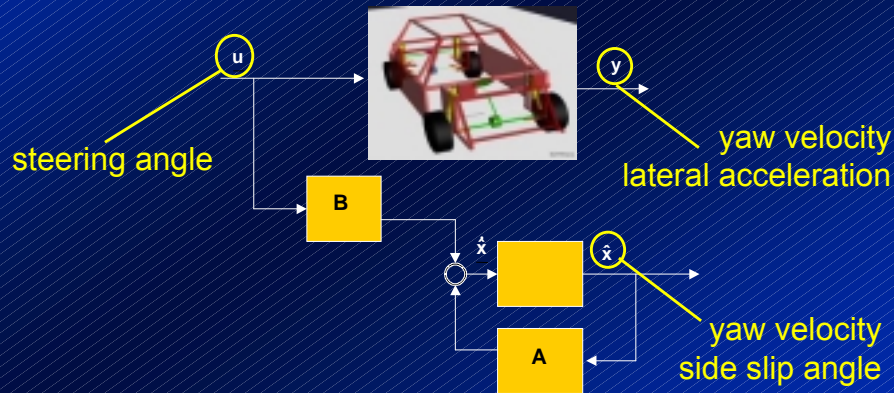 u
y
steering angle
yaw velocity
lateral acceleration
B
x̂̇
x̂
A
yaw velocity
side slip angle